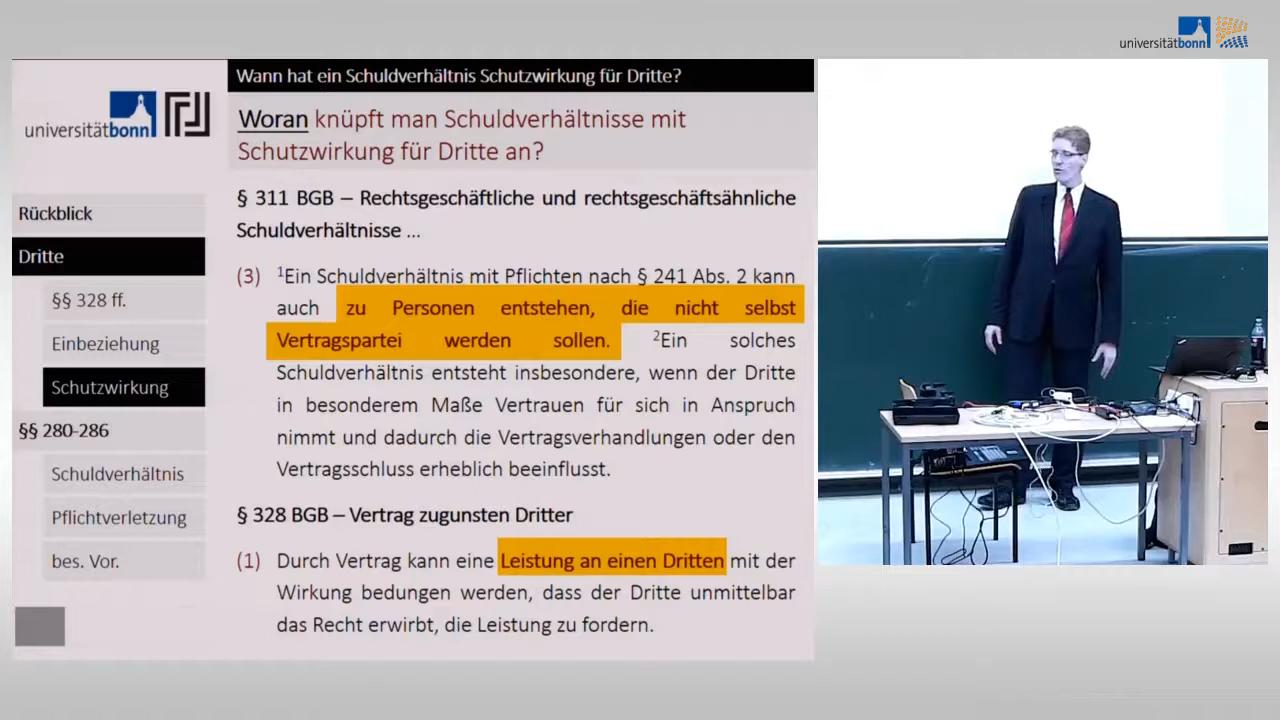 universitätbonn
Wann hat ein Schuldverhältnis Schutzwirkung für Dritte?
universitätbonn
Woran knüpft man Schuldverhältnisse mit
Schutzwirkung für Dritte an?
Rückblick
Dritte
§§ 328 ff.
Einbeziehung
Schutzwirkung
§§ 280-286
Schuldverhältnis
Pflichtverletzung
bes. Vor.
§ 311 BGB – Rechtsgeschäftliche und rechtsgeschäftsähnliche
Schuldverhältnisse ...
(3) ¹Ein Schuldverhältnis mit Pflichten nach § 241 Abs. 2 kann
auch zu Personen entstehen, die nicht selbst
Vertragspartei werden sollen. ²Ein solches
Schuldverhältnis entsteht insbesondere, wenn der Dritte
in besonderem Maße Vertrauen für sich in Anspruch
nimmt und dadurch die Vertragsverhandlungen oder den
Vertragsschluss erheblich beeinflusst.
§ 328 BGB – Vertrag zugunsten Dritter
(1) Durch Vertrag kann eine Leistung an einen Dritten mit der
Wirkung bedungen werden, dass der Dritte unmittelbar
das Recht erwirbt, die Leistung zu fordern.